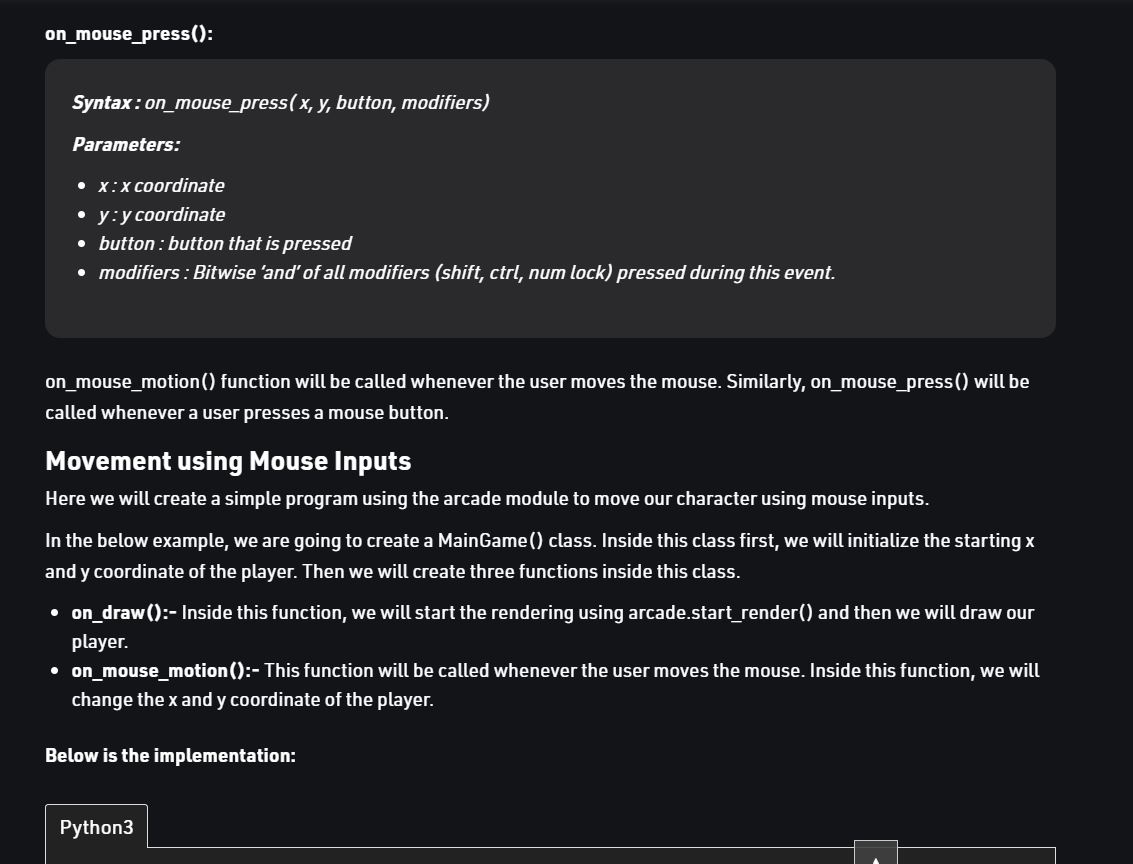 on_mouse_press():
Syntax : on_mouse_press( x, y, button, modifiers)
Parameters:
• x : x coordinate
• y : y coordinate
• button : button that is pressed
• modifiers : Bitwise ‘and’ of all modifiers (shift, ctrl, num lock) pressed during this event.
on_mouse_motion() function will be called whenever the user moves the mouse. Similarly, on_mouse_press() will be
called whenever a user presses a mouse button.
Movement using Mouse Inputs
Here we will create a simple program using the arcade module to move our character using mouse inputs.
In the below example, we are going to create a MainGame() class. Inside this class first, we will initialize the starting x
and y coordinate of the player. Then we will create three functions inside this class.
• on_draw():- Inside this function, we will start the rendering using arcade.start_render() and then we will draw our
player.
• on_mouse_motion():- This function will be called whenever the user moves the mouse. Inside this function, we will
change the x and y coordinate of the player.
Below is the implementation:
Python3